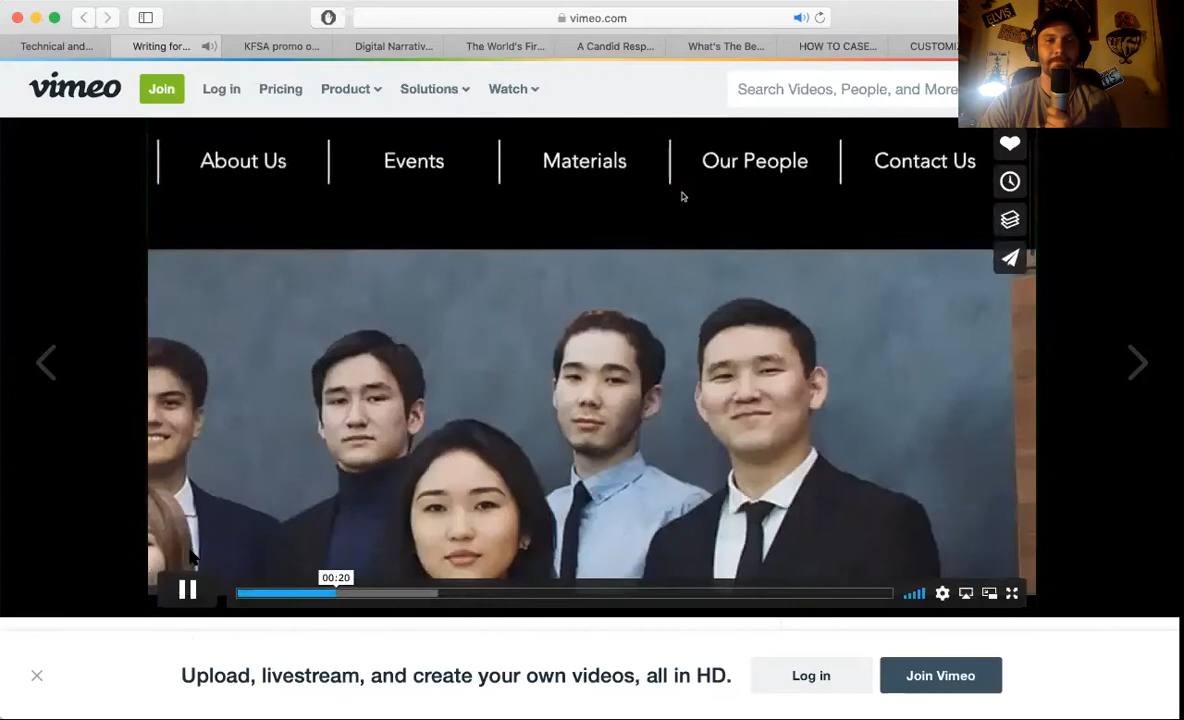 vimeo.com
Technical and...
Writing for...
KFSA promo o...
Digital Narrativ...
The World's Fir...
A Candid Resp...
What's The Be...
HOW TO CASE...
CUSTOMI
vimeo
Join
Log in
Pricing
Product
Solutions
Watch
Search Videos, People, and More
ELVIS
About Us
Events
Materials
Our People
Contact Us
00:20
Upload, livestream, and create your own videos, all in HD.
Log in
Join Vimeo